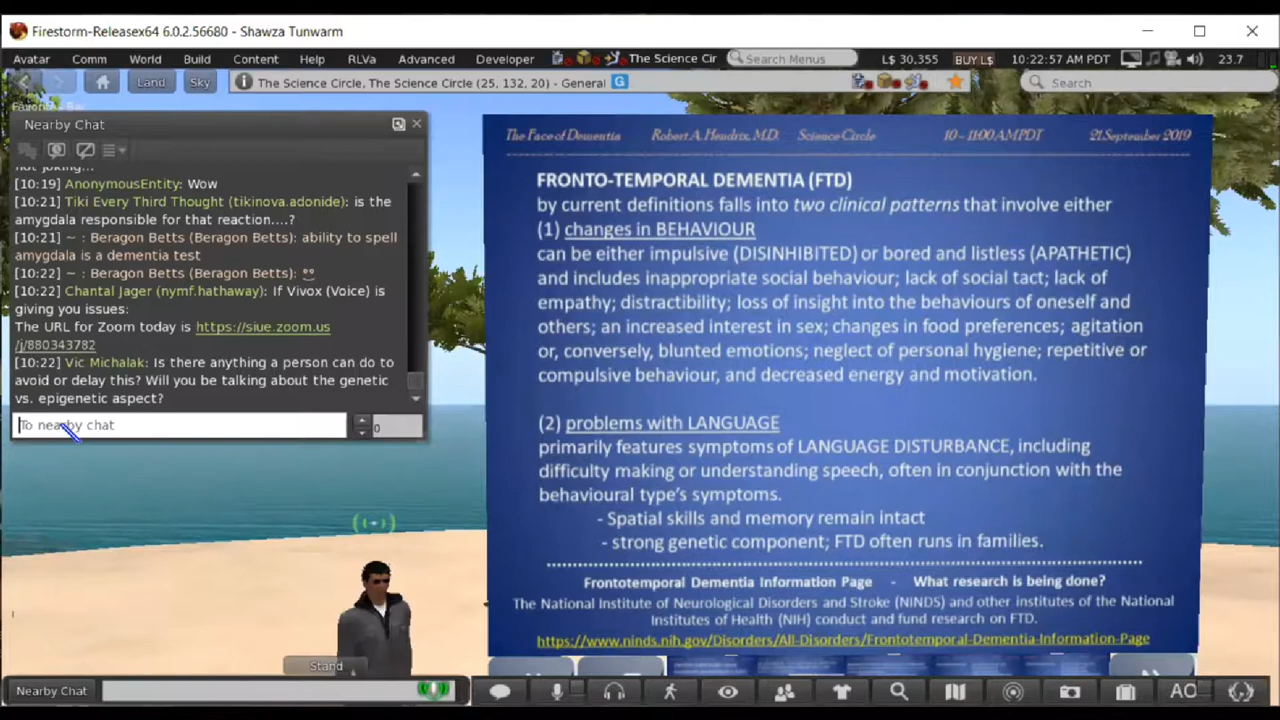 Firestorm-Releasex64 6.0.2.56680 - Shawza Tunwarm
Avatar Comm World Build Content Help RLVa Advanced Developer The Science Cir Search Menus L$ 30,355 BUY L$ 10:22:57 AM PDT 23.7
Land Sky The Science Circle, The Science Circle (25, 132, 20) - General G Search
Nearby Chat
not joking...
[10:19] AnonymousEntity: Wow
[10:21] Tiki Every Third Thought (tikinova.adonide): is the
amygdala responsible for that reaction....?
[10:21] ~ : Beragon Betts (Beragon Betts): ability to spell
amygdala is a dementia test
[10:22] ~ : Beragon Betts (Beragon Betts):
[10:22] Chantal Jager (nymf.hathaway): If Vivox (Voice) is
giving you issues:
The URL for Zoom today is https://siue.zoom.us
/j/880343782
[10:22] Vic Michalak: Is there anything a person can do to
avoid or delay this? Will you be talking about the genetic
vs. epigenetic aspect?
To nearby chat 0
The Face of Dementia Robert A. Hendrix, M.D. Science Circle 10 - 11:00 AM PDT 21 September 2019
FRONTO-TEMPORAL DEMENTIA (FTD)
by current definitions falls into two clinical patterns that involve either
(1) changes in BEHAVIOUR
can be either impulsive (DISINHIBITED) or bored and listless (APATHETIC)
and includes inappropriate social behaviour; lack of social tact; lack of
empathy; distractibility; loss of insight into the behaviours of oneself and
others; an increased interest in sex; changes in food preferences; agitation
or, conversely, blunted emotions; neglect of personal hygiene; repetitive or
compulsive behaviour, and decreased energy and motivation.
(2) problems with LANGUAGE
primarily features symptoms of LANGUAGE DISTURBANCE, including
difficulty making or understanding speech, often in conjunction with the
behavioural type's symptoms.
- Spatial skills and memory remain intact
- strong genetic component; FTD often runs in families.
Frontotemporal Dementia Information Page - What research is being done?
The National Institute of Neurological Disorders and Stroke (NINDS) and other institutes of the National
Institutes of Health (NIH) conduct and fund research on FTD.
https://www.ninds.nih.gov/Disorders/All-Disorders/Frontotemporal-Dementia-Information-Page
Stand
Nearby Chat AO